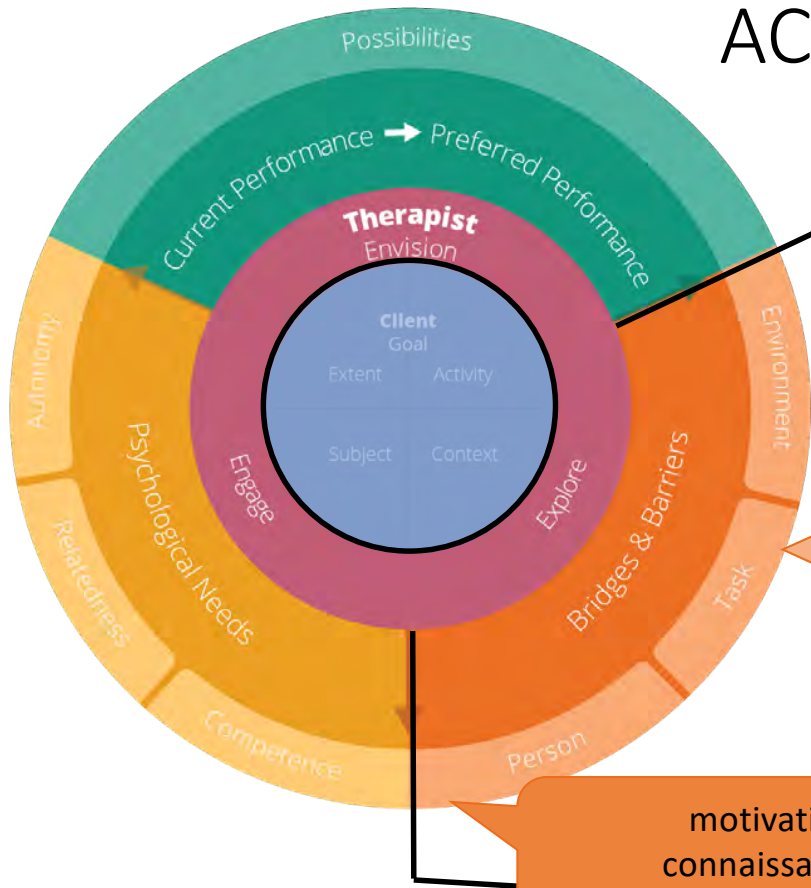 AC
Possibilities
Current Performance → Preferred Performance
Therapist
Envision
Client
Goal
Extent
Activity
Subject
Context
Engage
Explore
Autonomy
Psychological Needs
Relatedness
Competence
Environment
Bridges & Barriers
Task
Person
motivati
connaissa